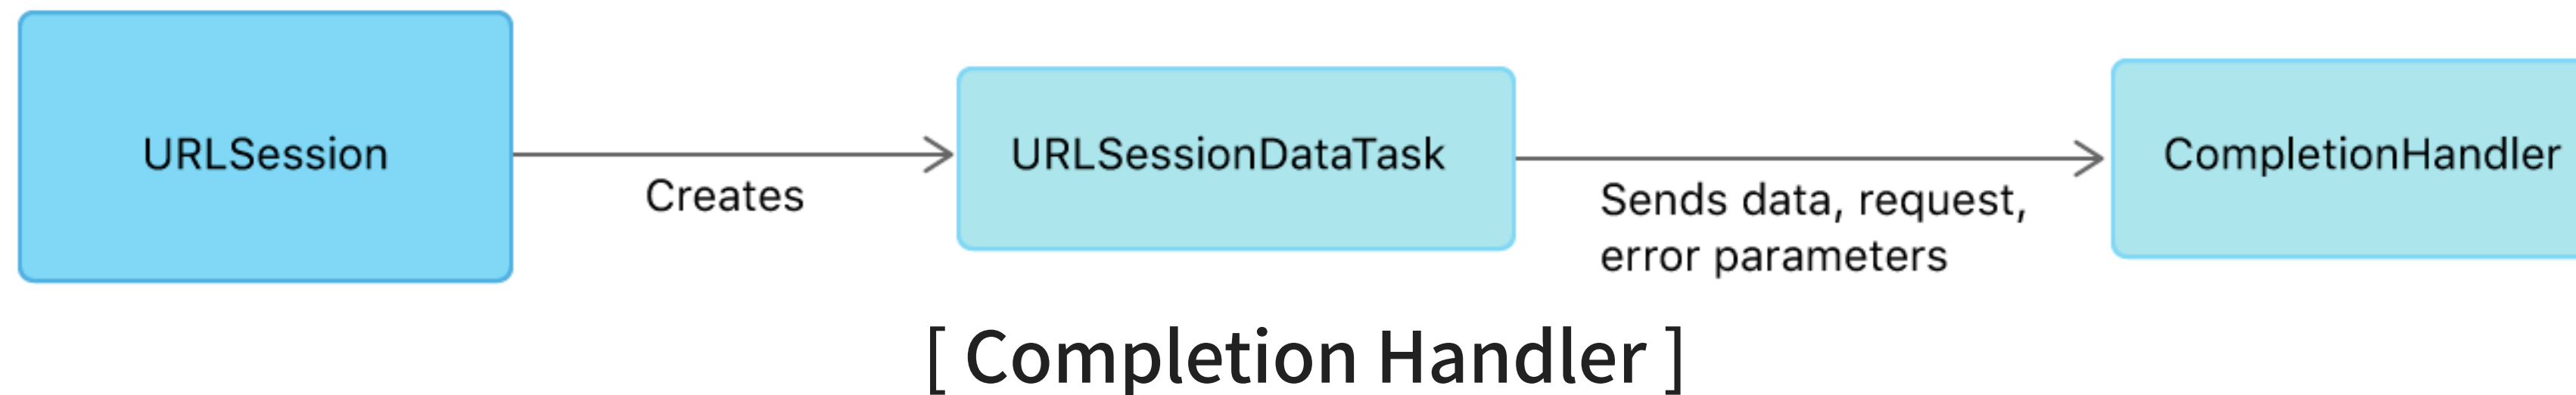 URLSession
Creates
URLSessionDataTask
Sends data, request,
error parameters
CompletionHandler
[ Completion Handler ]